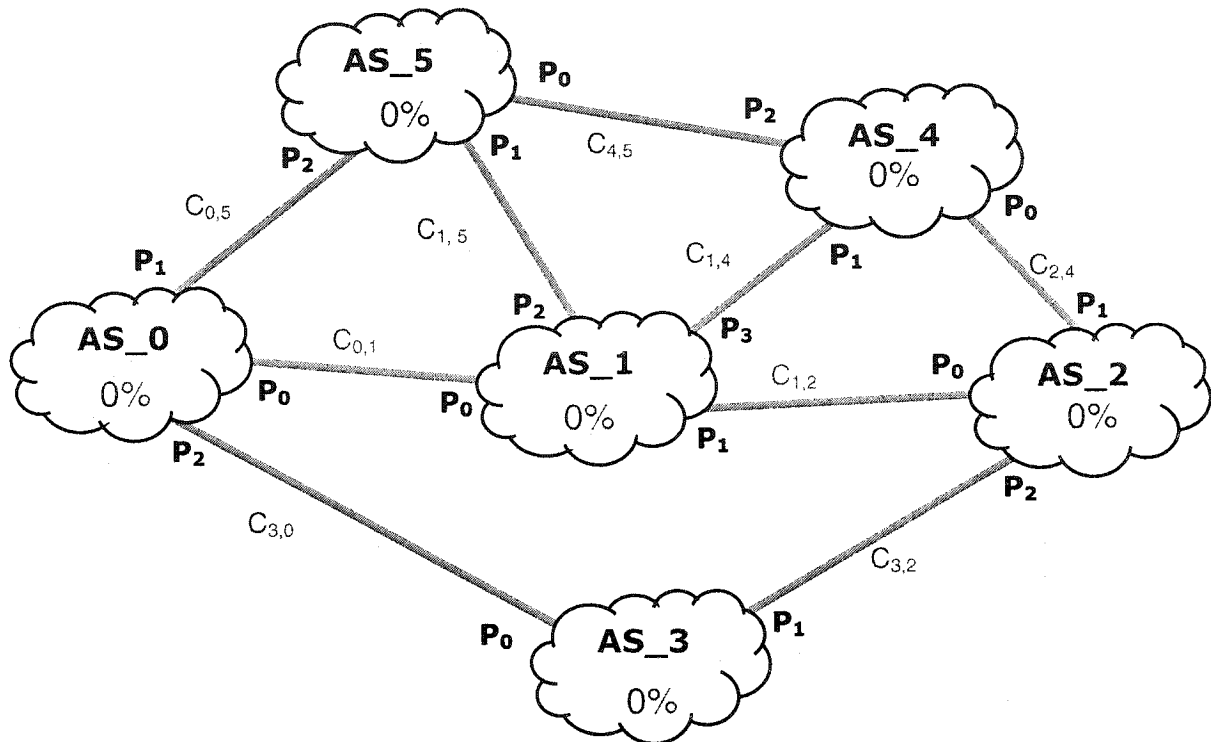 AS_5
0%
P₀
P₁
P₂
C₄,₅
P₂
AS_4
0%
P₀
P₁
C₀,₅
C₁,₅
C₁,₄
C₂,₄
P₁
AS_0
0%
P₀
P₂
C₀,₁
P₂
P₃
AS_1
0%
P₀
P₁
C₁,₂
P₁
P₀
AS_2
0%
P₂
C₃,₀
C₃,₂
P₀
P₁
AS_3
0%